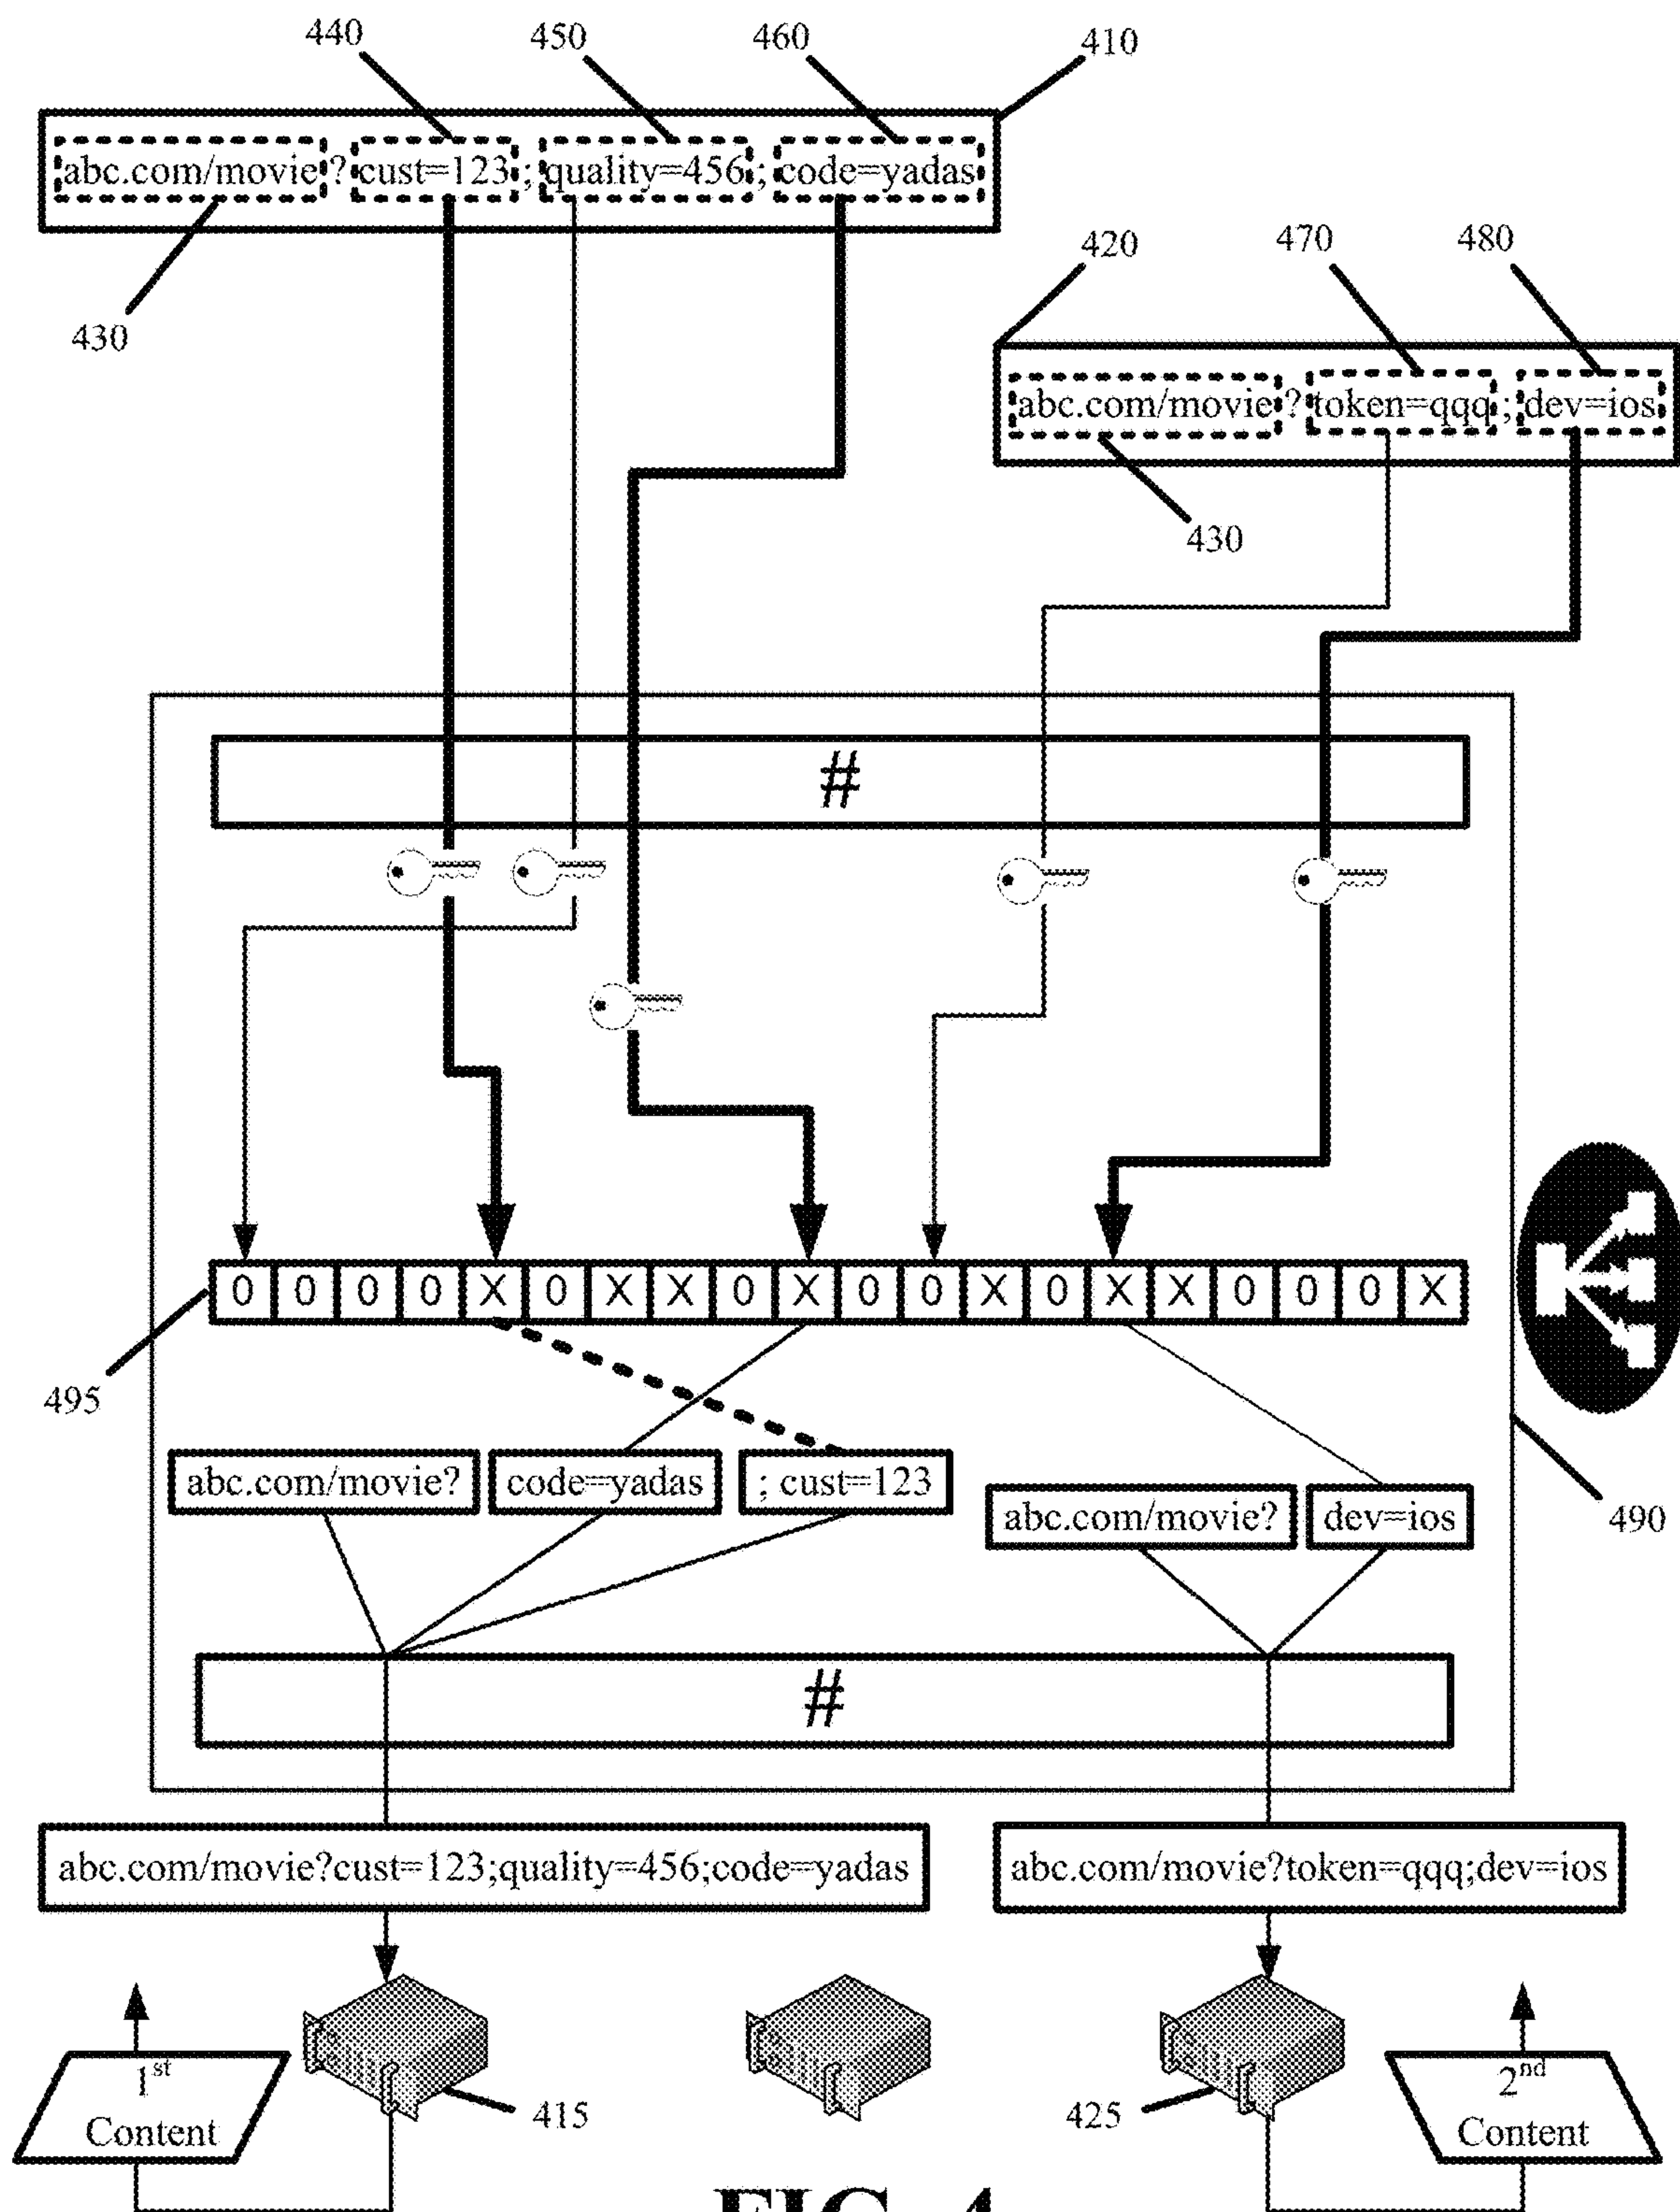 440 450 460 410
abc.com/movie ? cust=123 ; quality=456 ; code=yadas
430
420 470 480
abc.com/movie ? token=qqq ; dev=ios
430
#
0 0 0 0 X 0 X X 0 X 0 0 X 0 X X 0 0 0 X
495
abc.com/movie? code=yadas ; cust=123
abc.com/movie? dev=ios
490
#
abc.com/movie?cust=123;quality=456;code=yadas
abc.com/movie?token=qqq;dev=ios
1st
Content
415
425
2nd
Content
FIG. 4